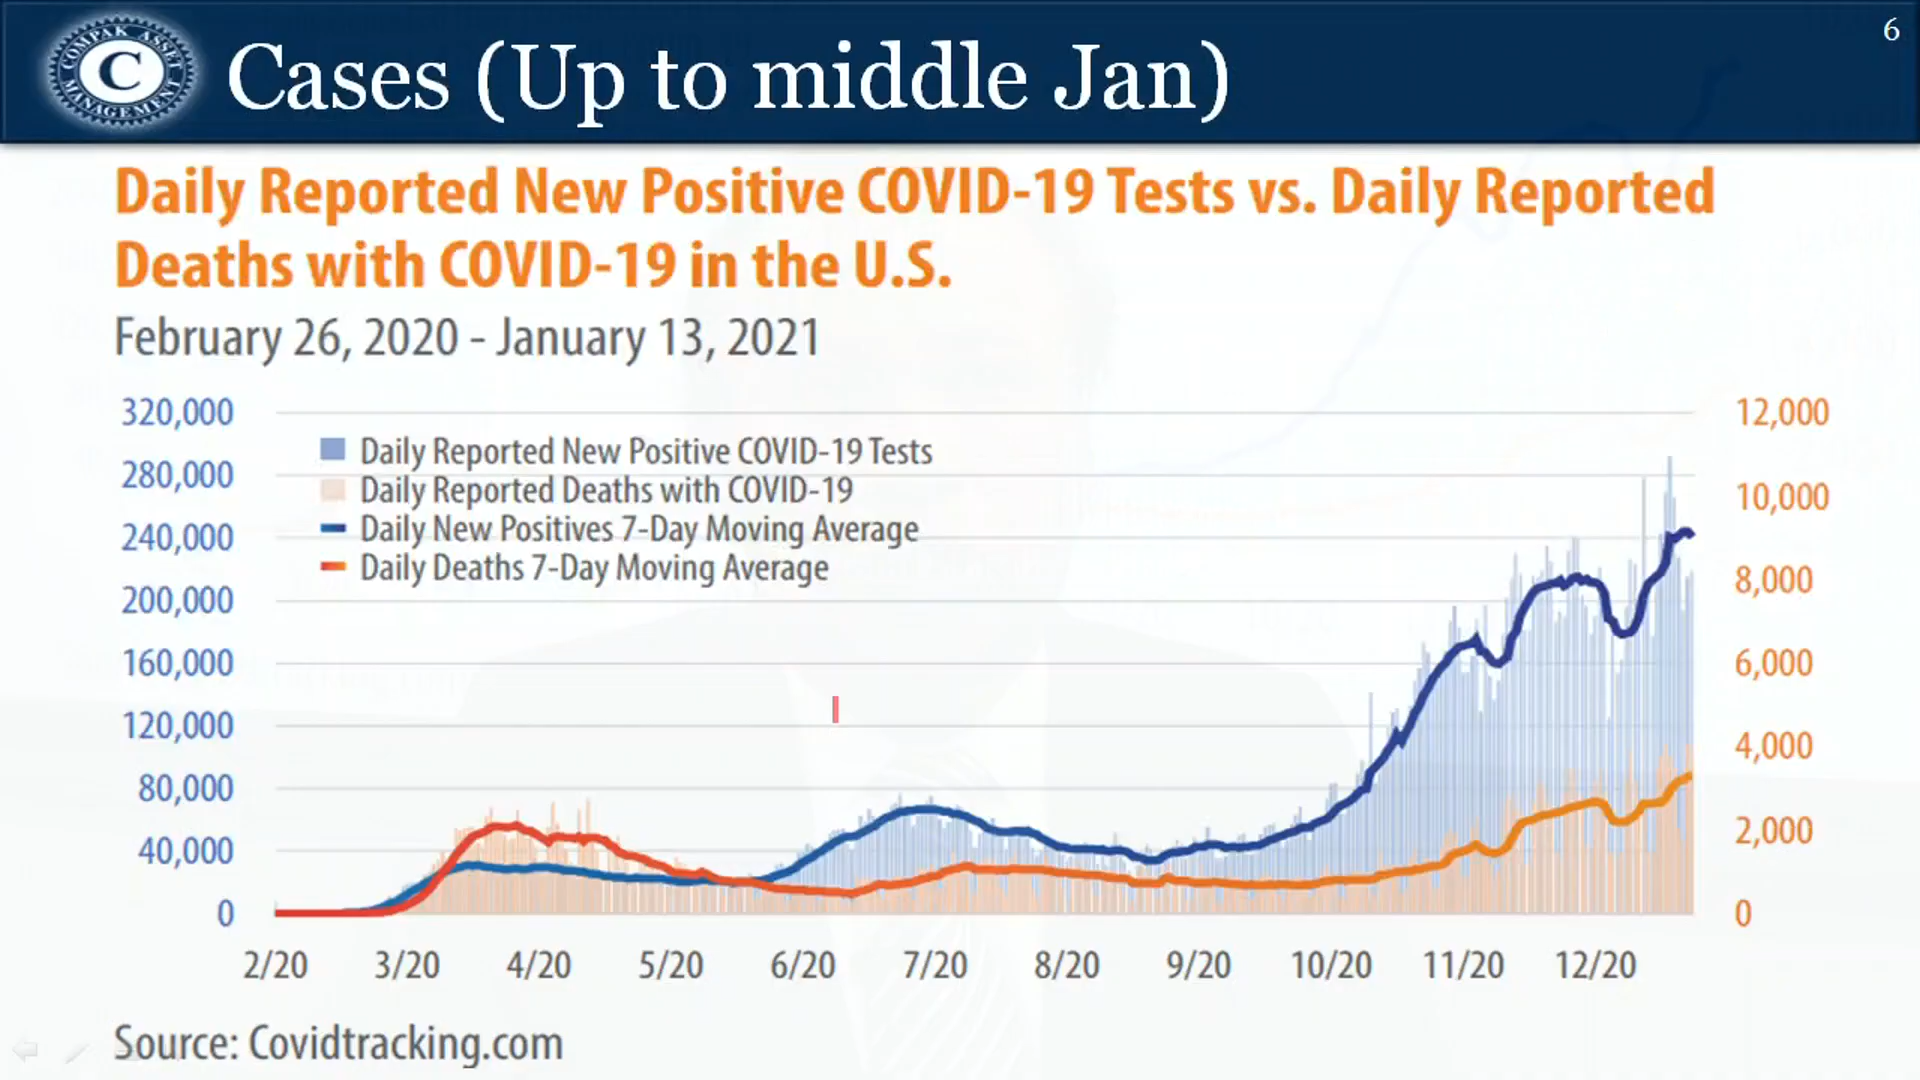 COMPAK ASSET
C
MANAGEMENT
Cases (Up to middle Jan)
6
Daily Reported New Positive COVID-19 Tests vs. Daily Reported
Deaths with COVID-19 in the U.S.
February 26, 2020 - January 13, 2021
320,000
280,000
240,000
200,000
160,000
120,000
80,000
40,000
0
Daily Reported New Positive COVID-19 Tests
Daily Reported Deaths with COVID-19
Daily New Positives 7-Day Moving Average
Daily Deaths 7-Day Moving Average
12,000
10,000
8,000
6,000
4,000
2,000
0
2/20 3/20 4/20 5/20 6/20 7/20 8/20 9/20 10/20 11/20 12/20
Source: Covidtracking.com